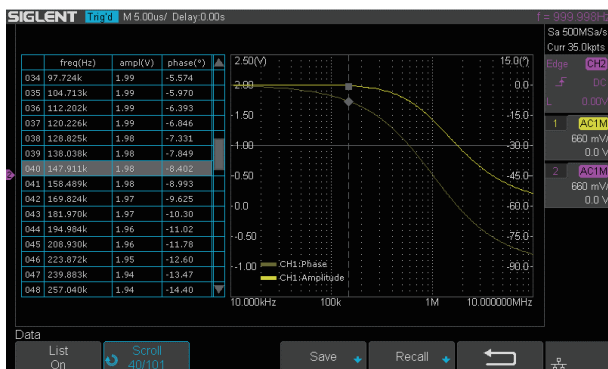 SIGLENT Trig'd M 5.00us/ Delay:0.00s f = 999.998Hz
Sa 500MSa/s
Curr 35.0kpts
Edge CH2
DC
L 0.00V
1 AC1M
660 mV/
0.0 V
2 AC1M
660 mV/
0.0 V
freq(Hz) ampl(V) phase(°)
034 97.724k 1.99 -5.574
035 104.713k 1.99 -5.970
036 112.202k 1.99 -6.393
037 120.226k 1.99 -6.846
038 128.825k 1.98 -7.331
039 138.038k 1.98 -7.849
040 147.911k 1.98 -8.402
041 158.489k 1.98 -8.993
042 169.824k 1.97 -9.625
043 181.970k 1.97 -10.30
044 194.984k 1.96 -11.02
045 208.930k 1.96 -11.78
046 223.872k 1.95 -12.60
047 239.883k 1.94 -13.47
048 257.040k 1.94 -14.40
2.50(V) 15.0(°)
2.00 0.0
1.50 -15.0
1.00 -30.0
0.50 -45.0
0.0 -60.0
-0.50 -75.0
-1.00 -90.0
CH1:Phase
CH1:Amplitude
10.000kHz 100k 1M 10.000000MHz
Data
List
On
Scroll
40/101
Save
Recall